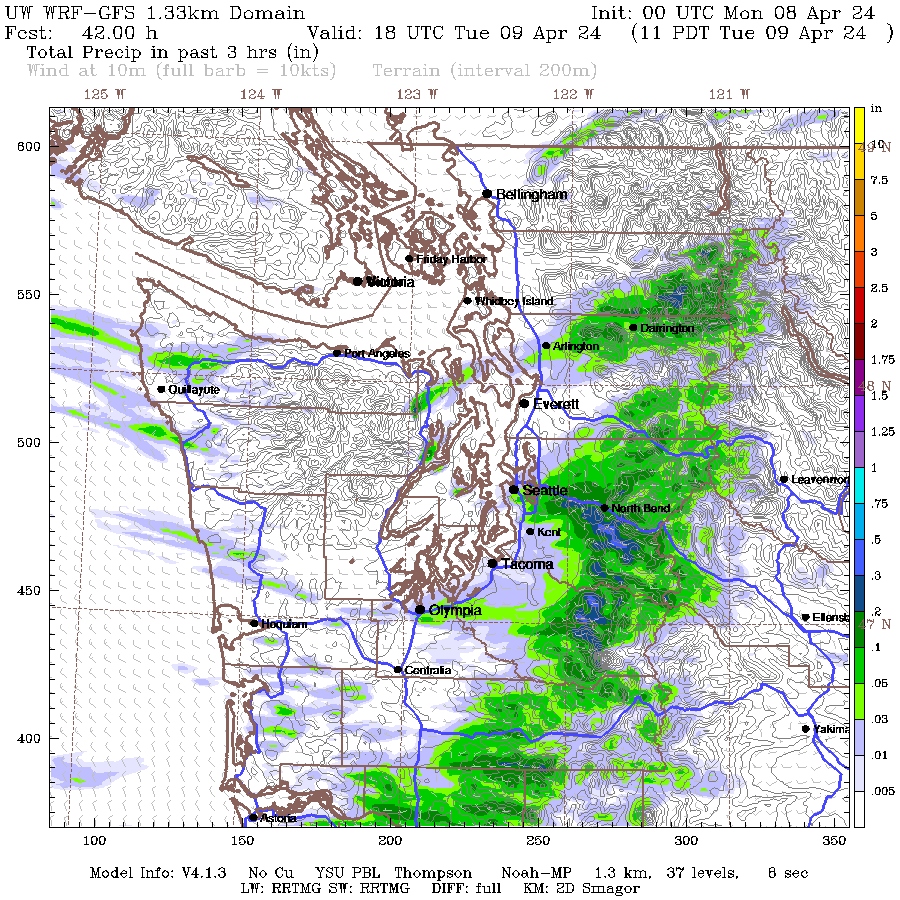 UW WRF-GFS 1.33km Domain Init: 00 UTC Mon 08 Apr 24
Fcst: 42.00 h Valid: 18 UTC Tue 09 Apr 24 (11 PDT Tue 09 Apr 24 )
Total Precip in past 3 hrs (in)
Wind at 10m (full barb = 10kts) Terrain (interval 200m)
125 W 124 W 123 W 122 W 121 W
in
600
10
49 N
7.5
Bellingham
5
Friday Harbor
3
Victoria
550
Whidbey Island
2.5
Darrington
2
Arlington
Port Angeles
1.75
Quillayute
48 N
1.5
Everett
1.25
500
1
Leavenwor
Seattle
.75
North Bend
Kent
.5
Tacoma
.3
450
Olympia
.2
Ellensb
47 N
Hoquiam
.1
Centralia
.05
.03
Yakima
400
.01
.005
Astoria
100 150 200 250 300 350
Model Info: V4.1.3 No Cu YSU PBL Thompson Noah-MP 1.3 km, 37 levels, 8 sec
LW: RRTMG SW: RRTMG DIFF: full KM: 2D Smagor